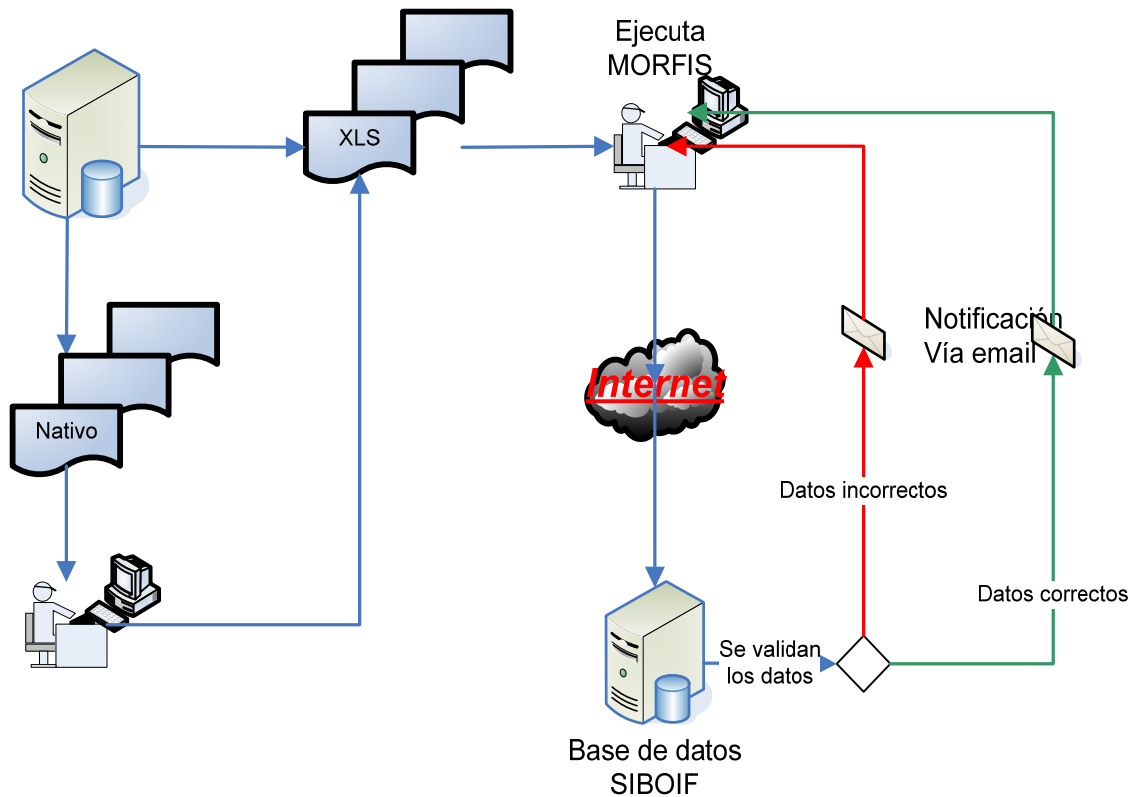 Ejecuta
MORFIS
XLS
Notificación
Vía email
Internet
Nativo
Datos incorrectos
Datos correctos
Se validan
los datos
Base de datos
SIBOIF